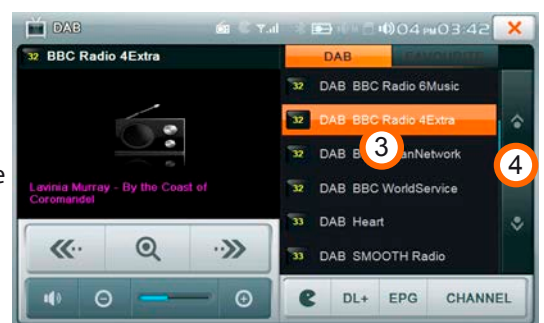 e
DAB
04 PM 03:42
32 BBC Radio 4Extra
Lavinia Murray - By the Coast of
Coromandel
DAB FAVOURITE
32 DAB BBC Radio 6Music
32 DAB BBC Radio 4Extra
3
32 DAB anNetwork
4
32 DAB BBC WorldService
33 DAB Heart
33 DAB SMOOTH Radio
DL+ EPG CHANNEL